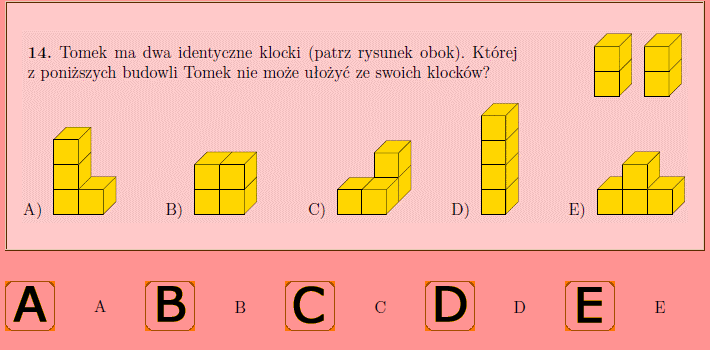 14. Tomek ma dwa identyczne klocki (patrz rysunek obok). Której
z poniższych budowli Tomek nie może ułożyć ze swoich klocków?
A) B) C) D) E)
A A B B C C D D E E